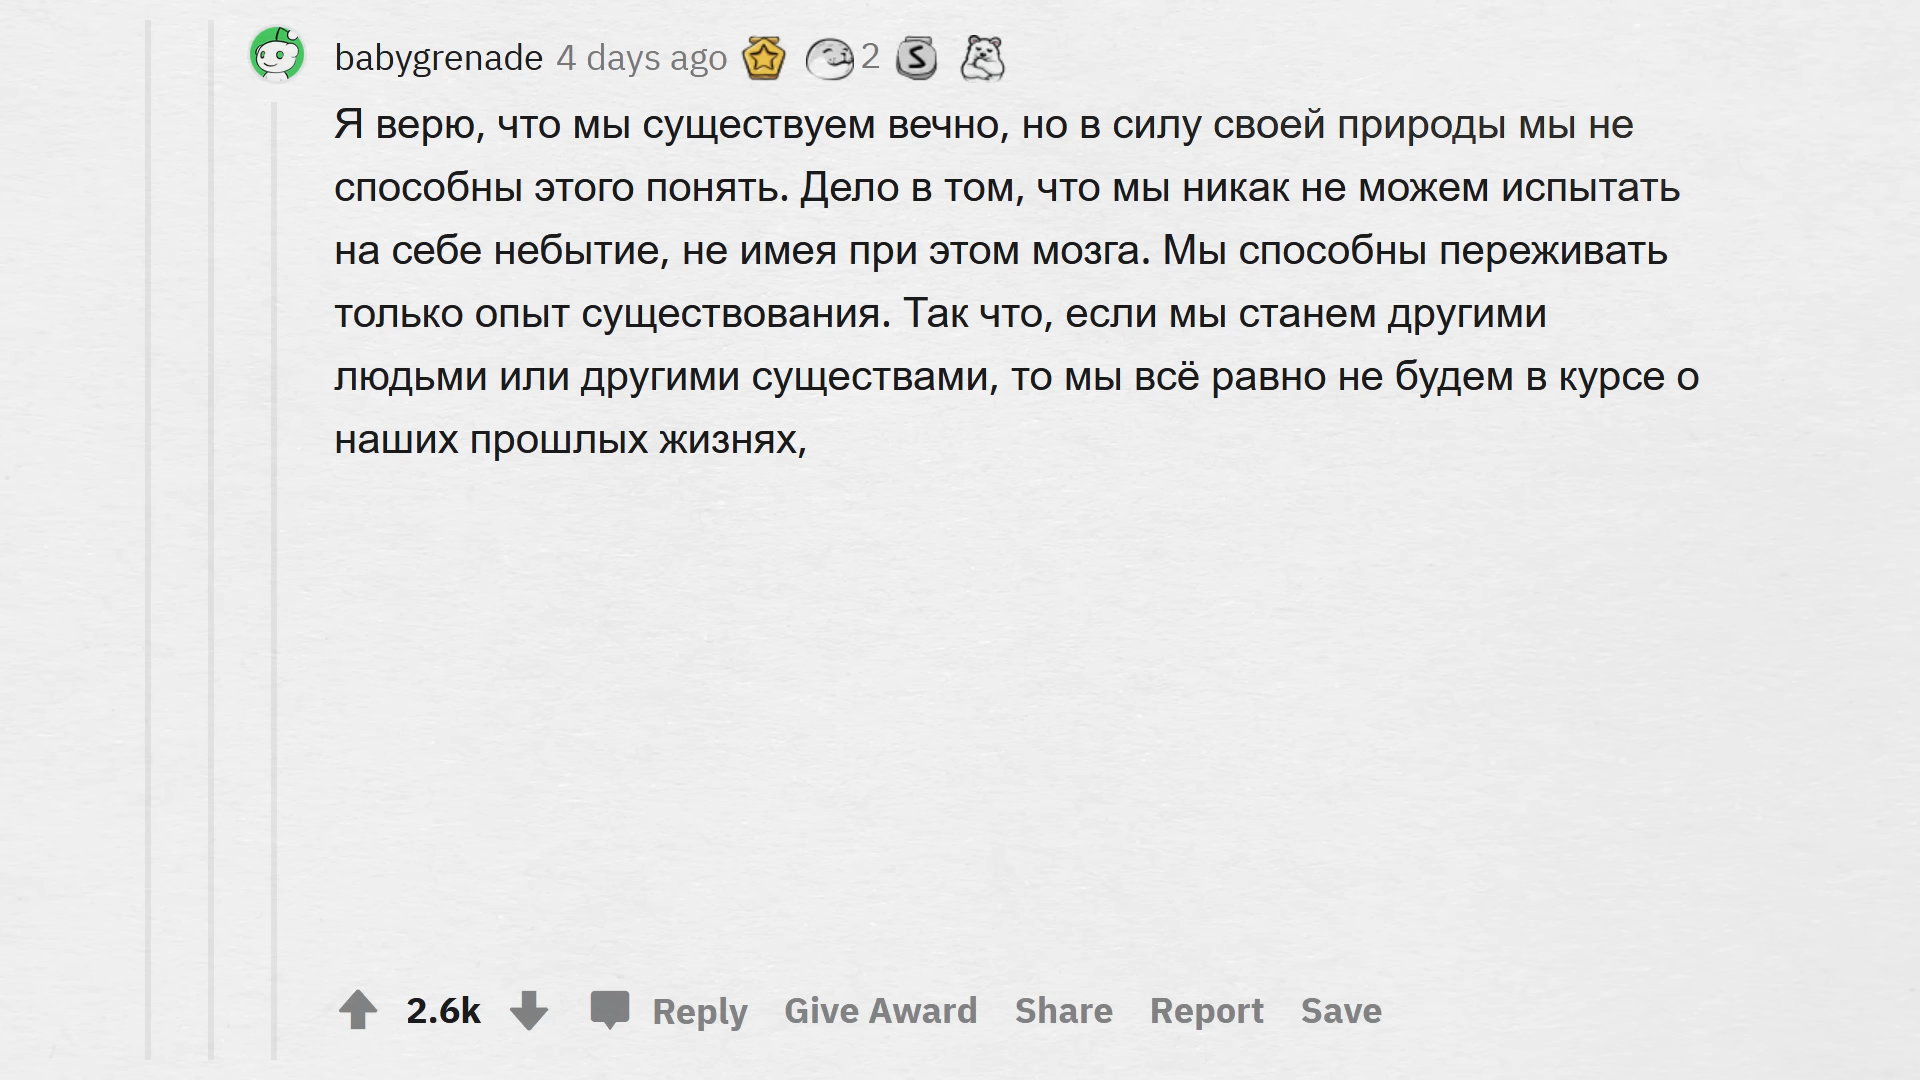 babygrenade 4 days ago 2
Я верю, что мы существуем вечно, но в силу своей природы мы не
способны этого понять. Дело в том, что мы никак не можем испытать
на себе небытие, не имея при этом мозга. Мы способны переживать
только опыт существования. Так что, если мы станем другими
людьми или другими существами, то мы всё равно не будем в курсе о
наших прошлых жизнях,
2.6k Reply Give Award Share Report Save